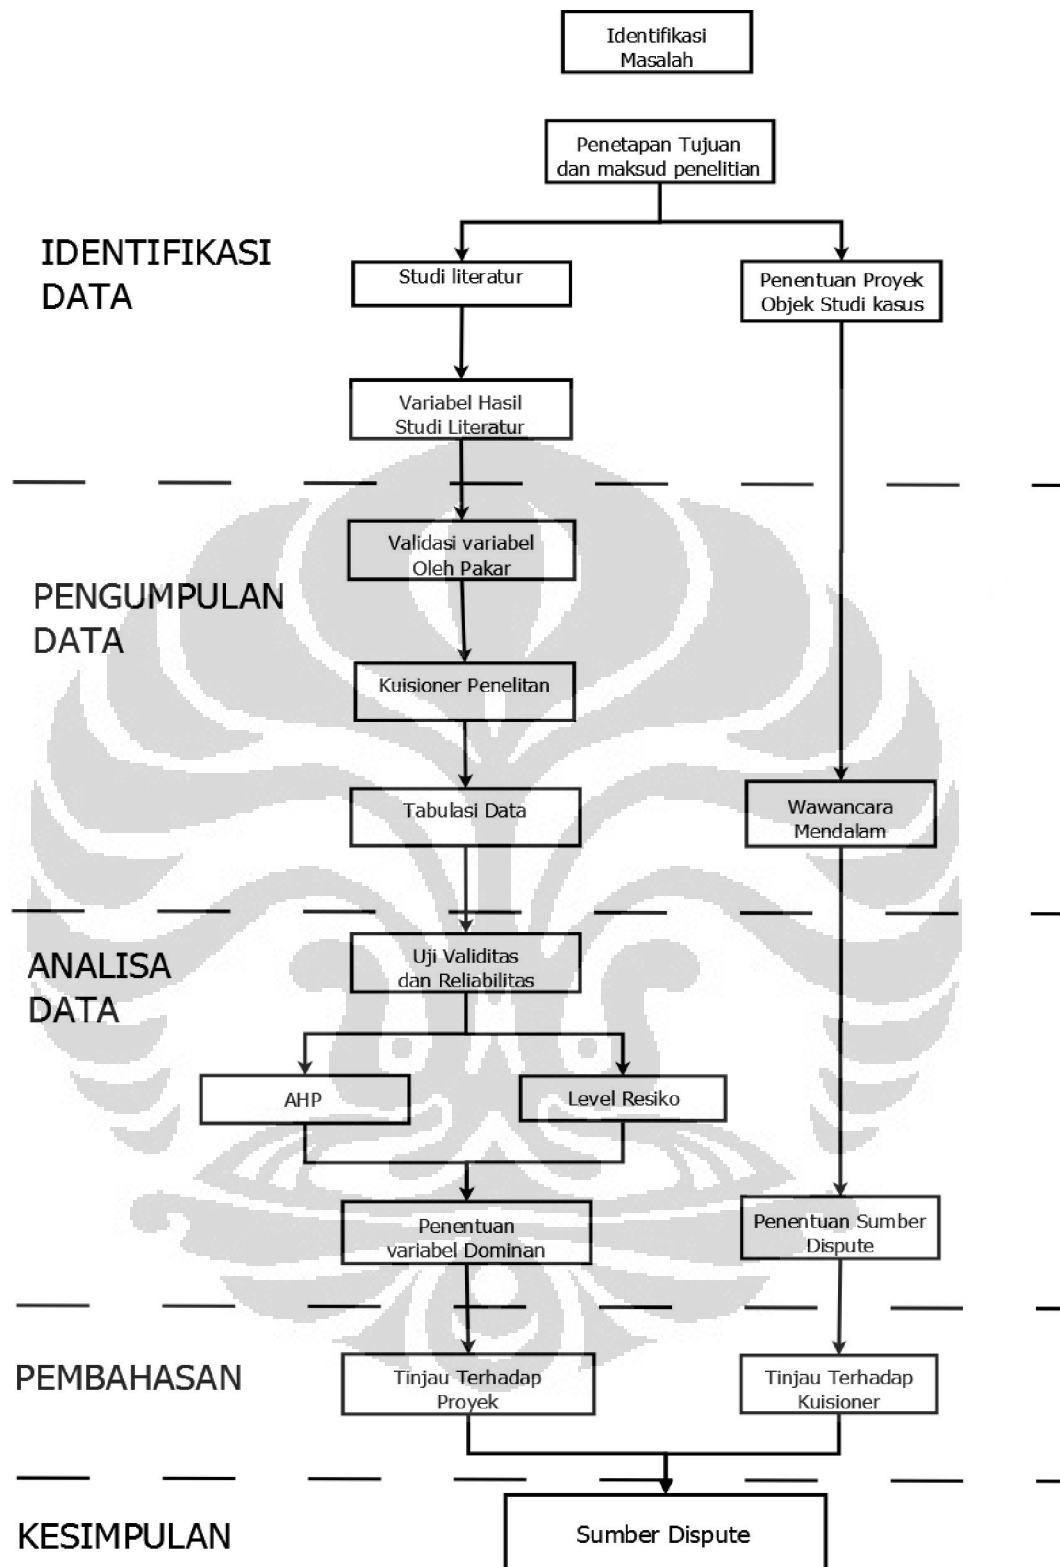 Identifikasi
Masalah
Penetapan Tujuan
dan maksud penelitian
IDENTIFIKASI
DATA
Studi literatur
Penentuan Proyek
Objek Studi kasus
Variabel Hasil
Studi Literatur
Validasi variabel
Oleh Pakar
PENGUMPULAN
DATA
Kuisioner Penelitan
Tabulasi Data
Wawancara
Mendalam
ANALISA
DATA
Uji Validitas
dan Reliabilitas
AHP
Level Resiko
Penentuan
variabel Dominan
Penentuan Sumber
Dispute
PEMBAHASAN
Tinjau Terhadap
Proyek
Tinjau Terhadap
Kuisioner
KESIMPULAN
Sumber Dispute